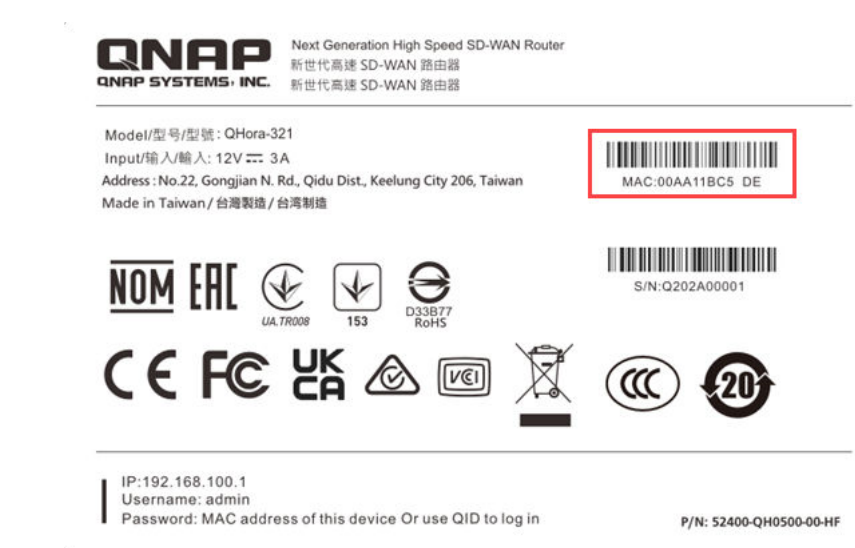 QNAP
QNAP SYSTEMS, INC.
Next Generation High Speed SD-WAN Router
新世代高速 SD-WAN 路由器
新世代高速 SD-WAN 路由器
Model/型号/型號: QHora-321
Input/输入/輸入: 12V ⎓ 3A
Address : No.22, Gongjian N. Rd., Qidu Dist., Keelung City 206, Taiwan
Made in Taiwan/台灣製造/台湾制造
MAC:00AA11BC5 DE
S/N:Q202A00001
NOM EAC
UA.TR008
153
D33B77
RoHS
CE FC UK CA VCI CCC 20
IP:192.168.100.1
Username: admin
Password: MAC address of this device Or use QID to log in
P/N: 52400-QH0500-00-HF